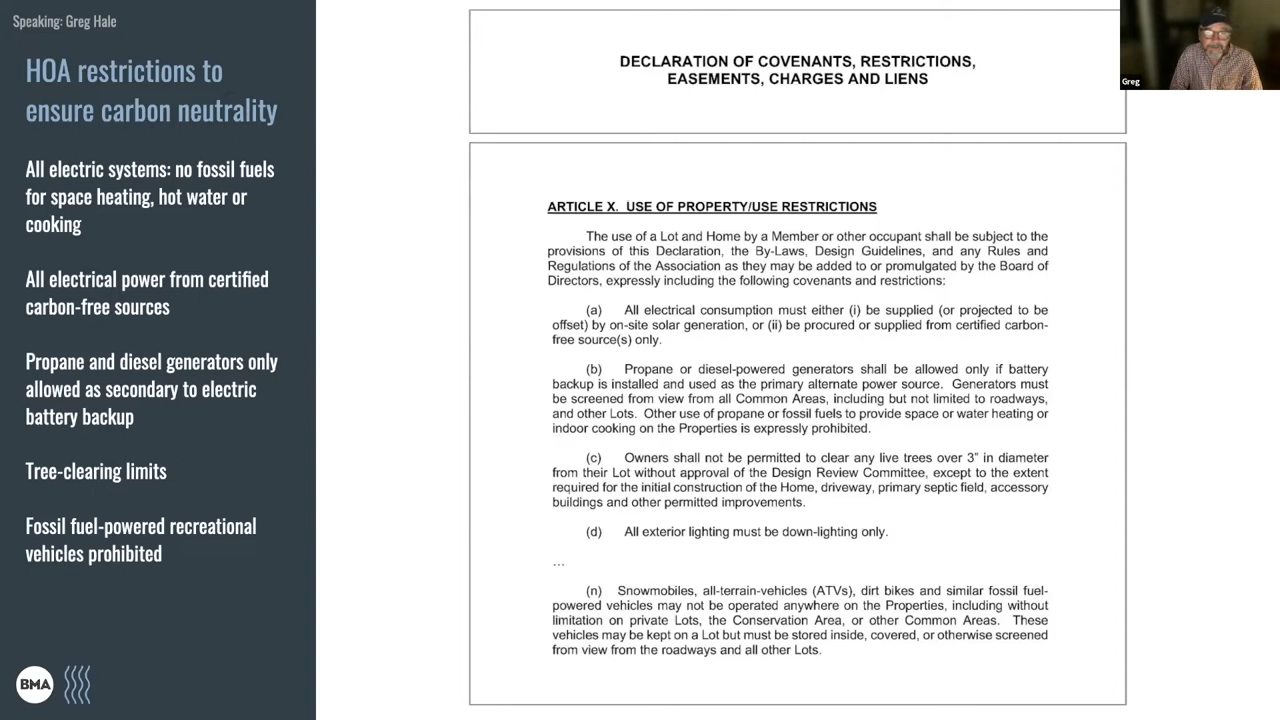 Speaking: Greg Hale
HOA restrictions to
ensure carbon neutrality
All electric systems: no fossil fuels
for space heating, hot water or
cooking
All electrical power from certified
carbon-free sources
Propane and diesel generators only
allowed as secondary to electric
battery backup
Tree-clearing limits
Fossil fuel-powered recreational
vehicles prohibited
BMA
DECLARATION OF COVENANTS, RESTRICTIONS,
EASEMENTS, CHARGES AND LIENS
ARTICLE X. USE OF PROPERTY/USE RESTRICTIONS
The use of a Lot and Home by a Member or other occupant shall be subject to the
provisions of this Declaration, the By-Laws, Design Guidelines, and any Rules and
Regulations of the Association as they may be added to or promulgated by the Board of
Directors, expressly including the following covenants and restrictions:
(a) All electrical consumption must either (i) be supplied (or projected to be
offset) by on-site solar generation, or (ii) be procured or supplied from certified carbon-
free source(s) only.
(b) Propane or diesel-powered generators shall be allowed only if battery
backup is installed and used as the primary alternate power source. Generators must
be screened from view from all Common Areas, including but not limited to roadways,
and other Lots. Other use of propane or fossil fuels to provide space or water heating or
indoor cooking on the Properties is expressly prohibited.
(c) Owners shall not be permitted to clear any live trees over 3" in diameter
from their Lot without approval of the Design Review Committee, except to the extent
required for the initial construction of the Home, driveway, primary septic field, accessory
buildings and other permitted improvements.
(d) All exterior lighting must be down-lighting only.
...
(n) Snowmobiles, all-terrain-vehicles (ATVs), dirt bikes and similar fossil fuel-
powered vehicles may not be operated anywhere on the Properties, including without
limitation on private Lots, the Conservation Area, or other Common Areas. These
vehicles may be kept on a Lot but must be stored inside, covered, or otherwise screened
from view from the roadways and all other Lots.
Greg